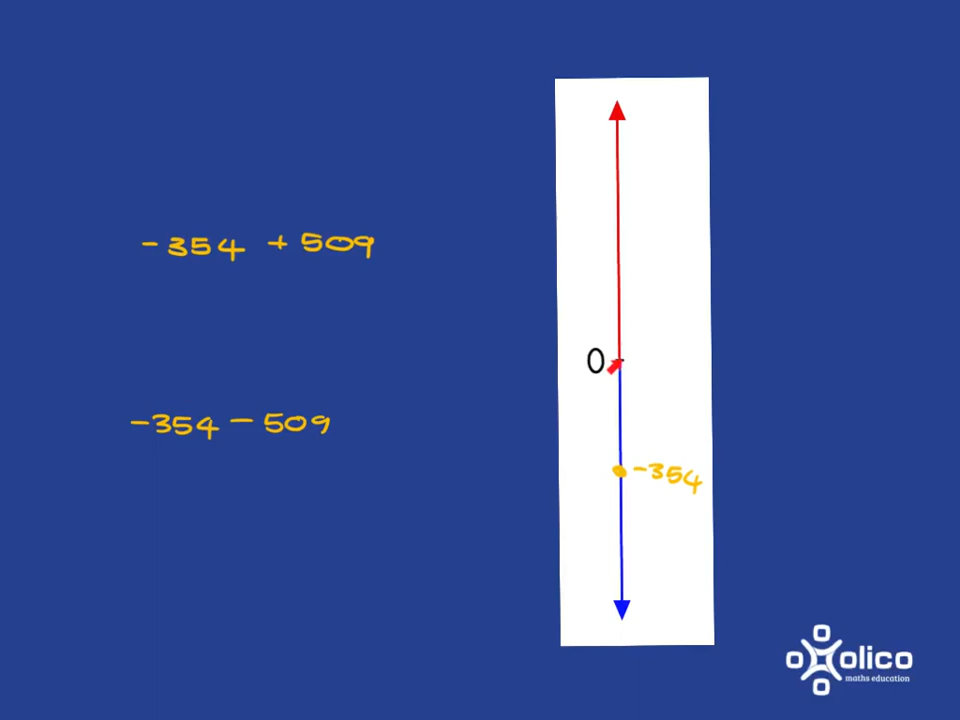 -354 + 509
0
-354 - 509
-354
olico
maths education